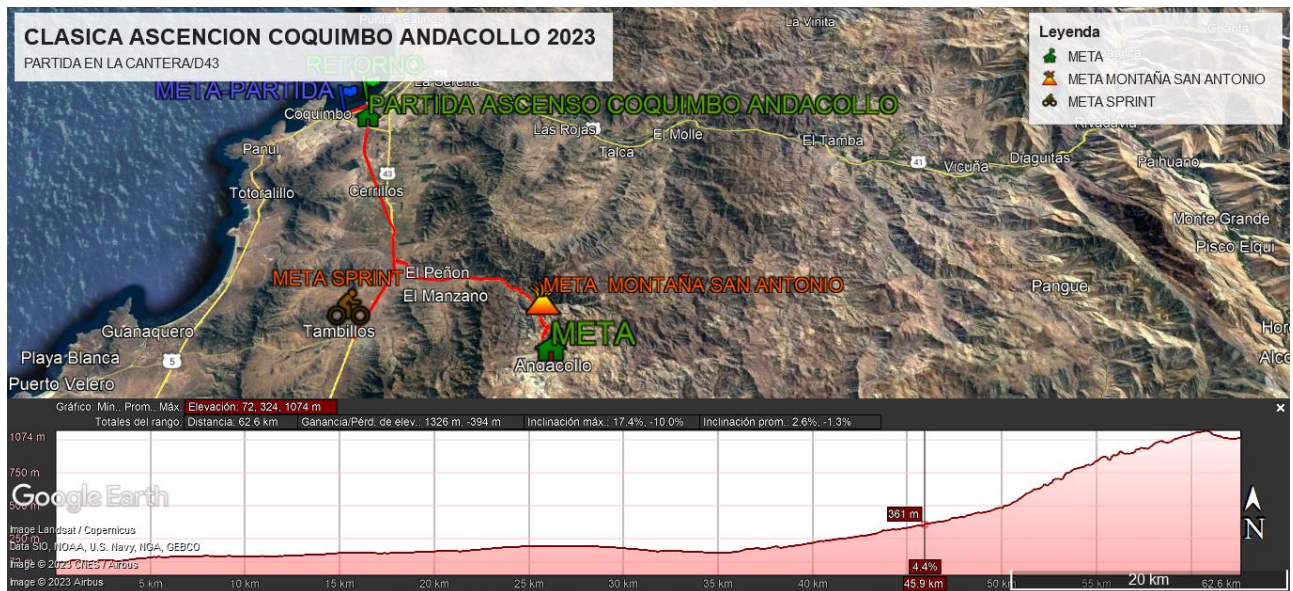 CLASICA ASCENCION COQUIMBO ANDACOLLO 2023
PARTIDA EN LA CANTERA/D43
Leyenda
META
META MONTAÑA SAN ANTONIO
META SPRINT
La Viñita
RETORNO
La Serena
META-PARTIDA
PARTIDA ASCENSO COQUIMBO ANDACOLLO
Coquimbo
Rivadavia
Las Rojas
El Molle
Talca
El Tamba
41
Vicuña
Diaguitas
Paihuano
Panul
43
Totoralillo
Cerrillos
Monte Grande
Pisco Elqui
META SPRINT
El Peñon
META MONTAÑA SAN ANTONIO
El Manzano
Pangue
Guanaquero
Tambillos
META
Playa Blanca
5
Andacollo
Puerto Velero
Gráfico: Mín., Prom., Máx. Elevación: 72, 324, 1074 m
Totales del rango: Distancia: 62.6 km Ganancia/Pérd. de elev.: 1326 m, -394 m Inclinación máx.: 17.4%, -10.0% Inclinación prom.: 2.6%, -1.3%
1074 m
750 m
Google Earth
500 m
361 m
N
Image Landsat / Copernicus
250 m
Data SIO, NOAA, U.S. Navy, NGA, GEBCO
Image © 2023 CNES / Airbus
4.4%
Image © 2023 Airbus
5 km 10 km 15 km 20 km 25 km 30 km 35 km 40 km 45.9 km 50 km 55 km 62.6 km
20 km